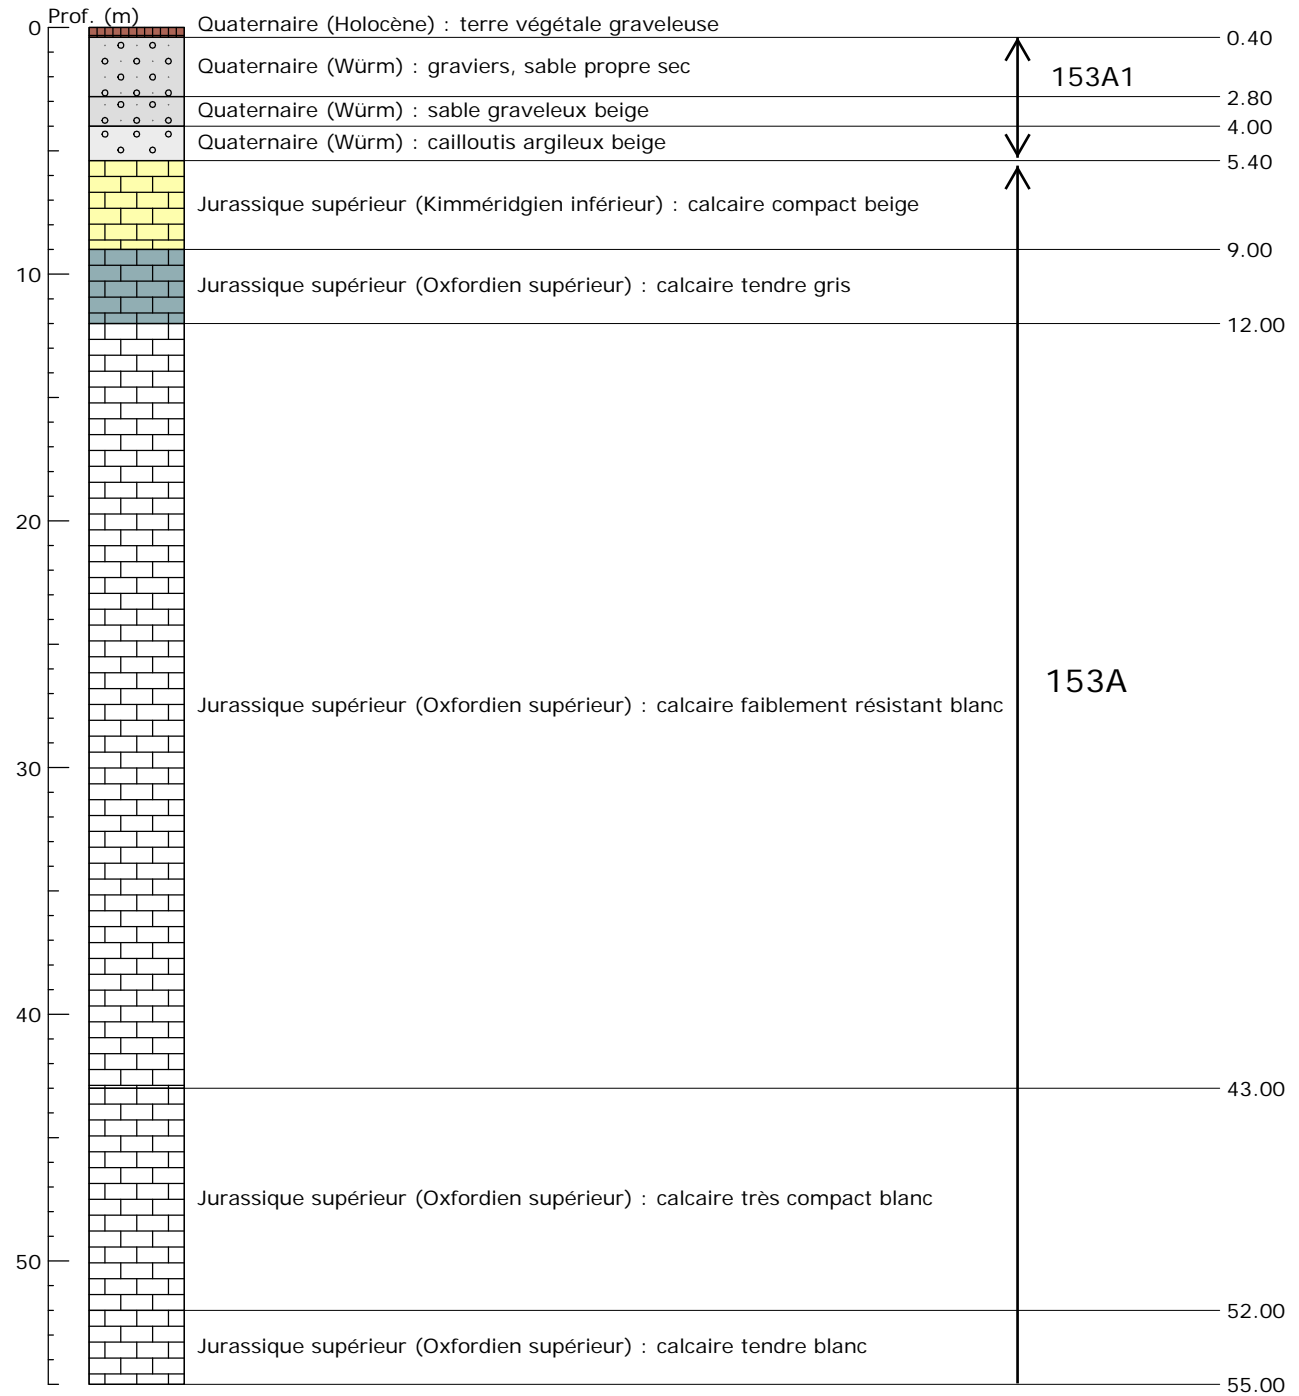 Prof. (m)
0
Quaternaire (Holocène) : terre végétale graveleuse
0.40
Quaternaire (Würm) : graviers, sable propre sec
153A1
2.80
Quaternaire (Würm) : sable graveleux beige
4.00
Quaternaire (Würm) : cailloutis argileux beige
5.40
Jurassique supérieur (Kimméridgien inférieur) : calcaire compact beige
9.00
10
Jurassique supérieur (Oxfordien supérieur) : calcaire tendre gris
12.00
20
153A
Jurassique supérieur (Oxfordien supérieur) : calcaire faiblement résistant blanc
30
40
43.00
Jurassique supérieur (Oxfordien supérieur) : calcaire très compact blanc
50
52.00
Jurassique supérieur (Oxfordien supérieur) : calcaire tendre blanc
55.00